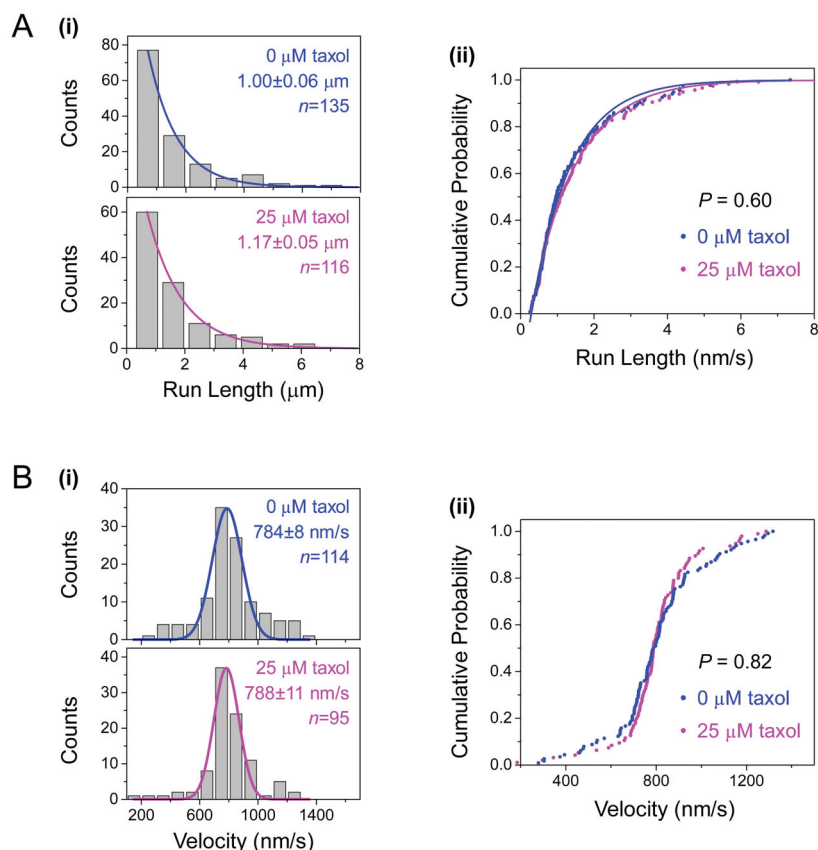 A
(i)
80
60
40
20
0
Counts
0 μM taxol
1.00±0.06 μm
n=135
60
40
20
0
Counts
25 μM taxol
1.17±0.05 μm
n=116
0 2 4 6 8
Run Length (μm)
(ii)
1.0
0.8
0.6
0.4
0.2
0.0
Cumulative Probability
P = 0.60
0 μM taxol
25 μM taxol
0 2 4 6 8
Run Length (nm/s)
B
(i)
40
30
20
10
0
Counts
0 μM taxol
784±8 nm/s
n=114
40
30
20
10
0
Counts
25 μM taxol
788±11 nm/s
n=95
200 600 1000 1400
Velocity (nm/s)
(ii)
1.0
0.8
0.6
0.4
0.2
0.0
Cumulative Probability
P = 0.82
0 μM taxol
25 μM taxol
400 800 1200
Velocity (nm/s)